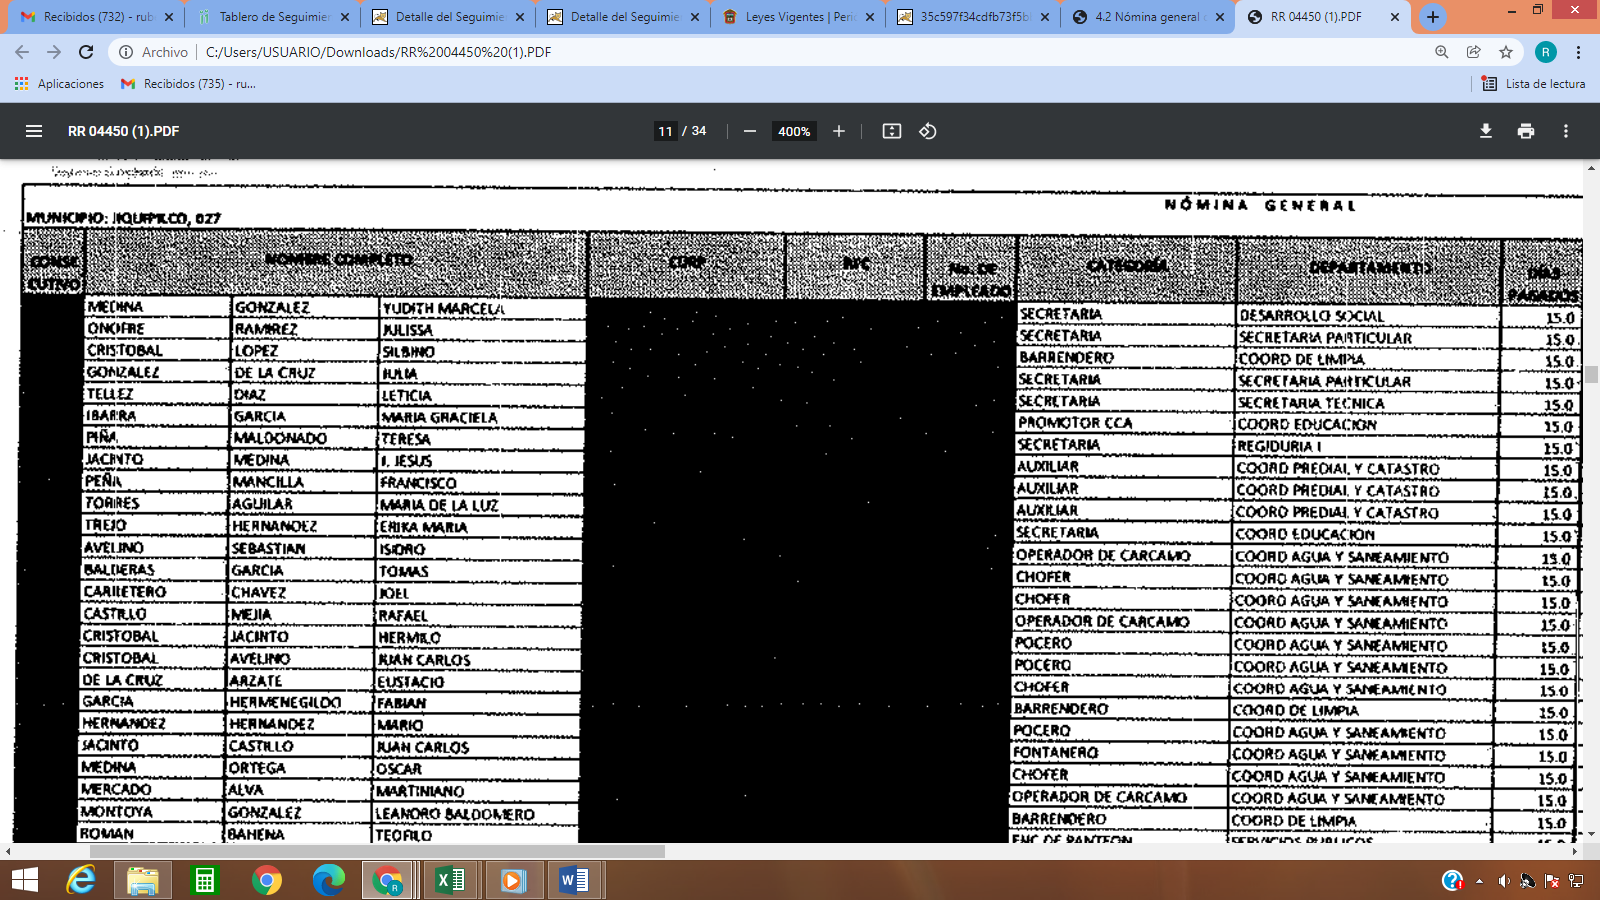 Recibidos (732) - rub
Tablero de Seguimien
Detalle del Seguimie
Detalle del Seguimie
Leyes Vigentes | Perió
35c597f34cdfb73f5b
4.2 Nómina general
RR 04450 (1).PDF
Archivo C:/Users/USUARIO/Downloads/RR%2004450%20(1).PDF
R
Aplicaciones Recibidos (735) - ru... Lista de lectura
RR 04450 (1).PDF 11 / 34 400%
NÓMINA GENERAL
MUNICIPIO: JIQUIPILCO, 027
CONSE CUTIVO NOMBRE COMPLETO CURP RFC No. DE EMPLEADO CATEGORÍA DEPARTAMENTO DÍAS PAGADOS
MEDINA GONZALEZ YUDITH MARCELA SECRETARIA DESARROLLO SOCIAL 15.0
ONOFRE RAMIREZ JULISSA SECRETARIA SECRETARIA PARTICULAR 15.0
CRISTOBAL LOPEZ SILBINO BARRENDERO COORD DE LIMPIA 15.0
GONZALEZ DE LA CRUZ JULIA SECRETARIA SECRETARIA PARTICULAR 15.0
TELLEZ DIAZ LETICIA SECRETARIA SECRETARIA TECNICA 15.0
IBARRA GARCIA MARIA GRACIELA PROMOTOR CCA COORD EDUCACION 15.0
PIÑA MALDONADO TERESA SECRETARIA REGIDURIA I 15.0
JACINTO MEDINA I. JESUS AUXILIAR COORD PREDIAL Y CATASTRO 15.0
PEÑA MANCILLA FRANCISCO AUXILIAR COORD PREDIAL Y CATASTRO 15.0
TORRES AGUILAR MARIA DE LA LUZ AUXILIAR COORD PREDIAL Y CATASTRO 15.0
TREJO HERNANDEZ ERIKA MARIA SECRETARIA COORD EDUCACION 15.0
AVELINO SEBASTIAN ISIDRO OPERADOR DE CARCAMO COORD AGUA Y SANEAMIENTO 15.0
BALDERAS GARCIA TOMAS CHOFER COORD AGUA Y SANEAMIENTO 15.0
CARRETERO CHAVEZ JOEL CHOFER COORD AGUA Y SANEAMIENTO 15.0
CASTILLO MEJIA RAFAEL OPERADOR DE CARCAMO COORD AGUA Y SANEAMIENTO 15.0
CRISTOBAL JACINTO HERMILO POCERO COORD AGUA Y SANEAMIENTO 15.0
CRISTOBAL AVELINO JUAN CARLOS POCERO COORD AGUA Y SANEAMIENTO 15.0
DE LA CRUZ ARZATE EUSTACIO CHOFER COORD AGUA Y SANEAMIENTO 15.0
GARCIA HERMENEGILDO FABIAN BARRENDERO COORD DE LIMPIA 15.0
HERNANDEZ HERNANDEZ MARIO POCERO COORD AGUA Y SANEAMIENTO 15.0
JACINTO CASTILLO JUAN CARLOS FONTANERO COORD AGUA Y SANEAMIENTO 15.0
MEDINA ORTEGA OSCAR CHOFER COORD AGUA Y SANEAMIENTO 15.0
MERCADO ALVA MARTINIANO OPERADOR DE CARCAMO COORD AGUA Y SANEAMIENTO 15.0
MONTOYA GONZALEZ LEANDRO BALDOMERO BARRENDERO COORD DE LIMPIA 15.0
ROMAN BAHENA TEOFILO ENC DE PANTEON SERVICIOS PUBLICOS